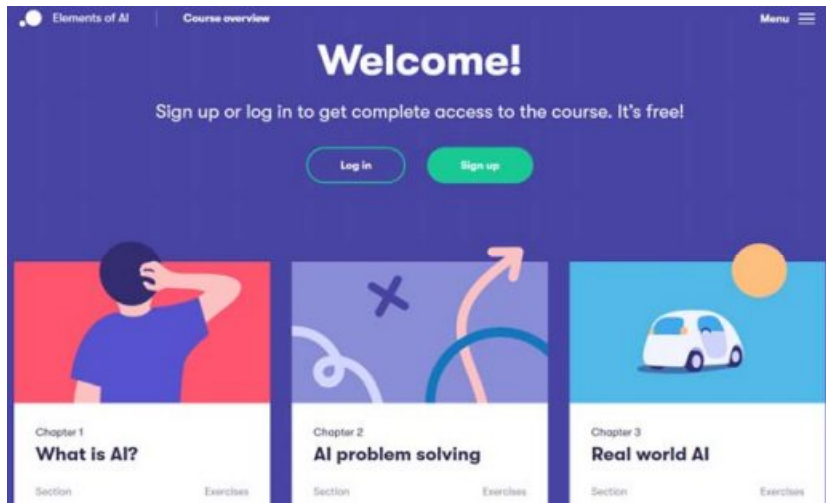 Elements of AI
Course overview
Menu
Welcome!
Sign up or log in to get complete access to the course. It's free!
Log in
Sign up
Chapter 1
What is AI?
Section
Exercises
Chapter 2
AI problem solving
Section
Exercises
Chapter 3
Real world AI
Section
Exercises